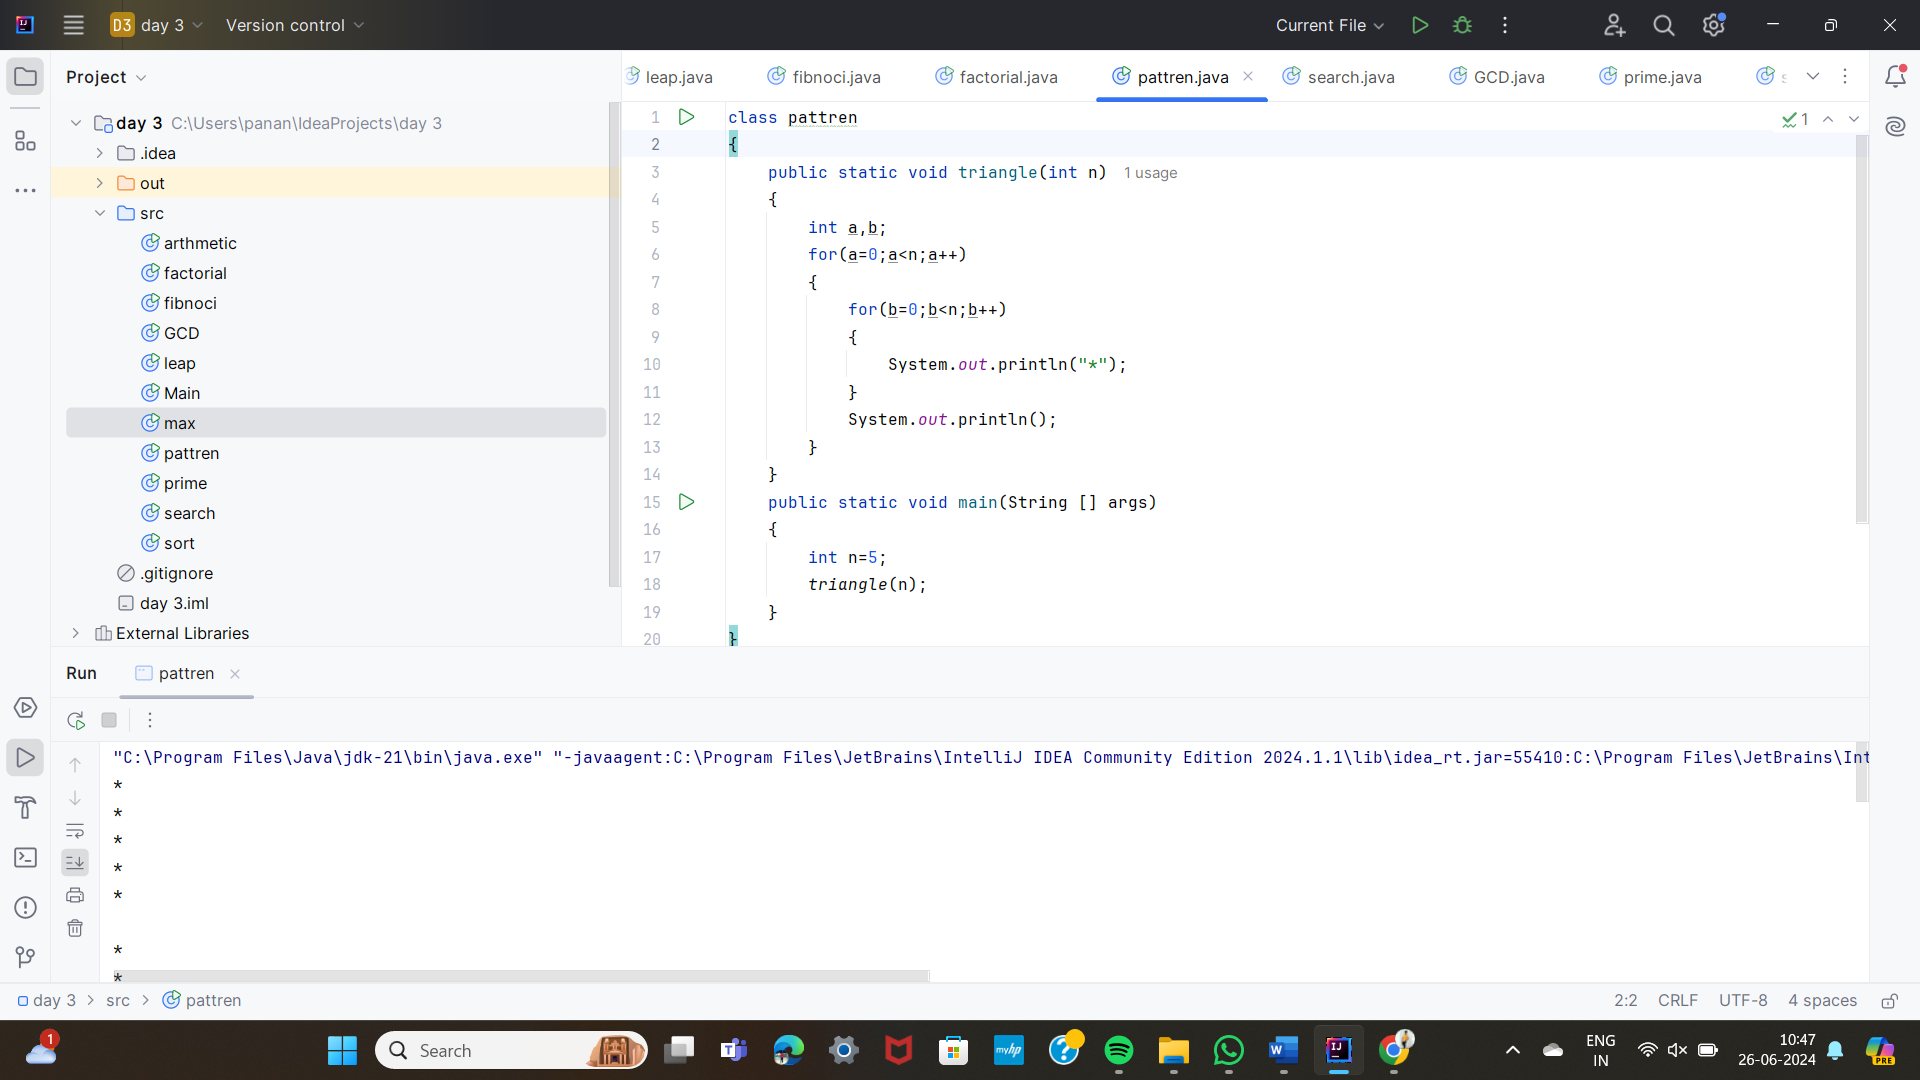 D3 day 3 Version control Current File
Project
leap.java fibnoci.java factorial.java pattren.java search.java GCD.java prime.java s
day 3 C:\Users\panan\IdeaProjects\day 3
.idea
out
src
arthmetic
factorial
fibnoci
GCD
leap
Main
max
pattren
prime
search
sort
.gitignore
day 3.iml
External Libraries
1 class pattren
2 {
3 public static void triangle(int n) 1 usage
4 {
5 int a,b;
6 for(a=0;a<n;a++)
7 {
8 for(b=0;b<n;b++)
9 {
10 System.out.println("*");
11 }
12 System.out.println();
13 }
14 }
15 public static void main(String [] args)
16 {
17 int n=5;
18 triangle(n);
19 }
20 }
1
Run pattren
"C:\Program Files\Java\jdk-21\bin\java.exe" "-javaagent:C:\Program Files\JetBrains\IntelliJ IDEA Community Edition 2024.1.1\lib\idea_rt.jar=55410:C:\Program Files\JetBrains\Int
*
*
*
*
*
*
*
day 3 > src > pattren 2:2 CRLF UTF-8 4 spaces
1 Search myhp ENG 10:47
IN 26-06-2024 PRE